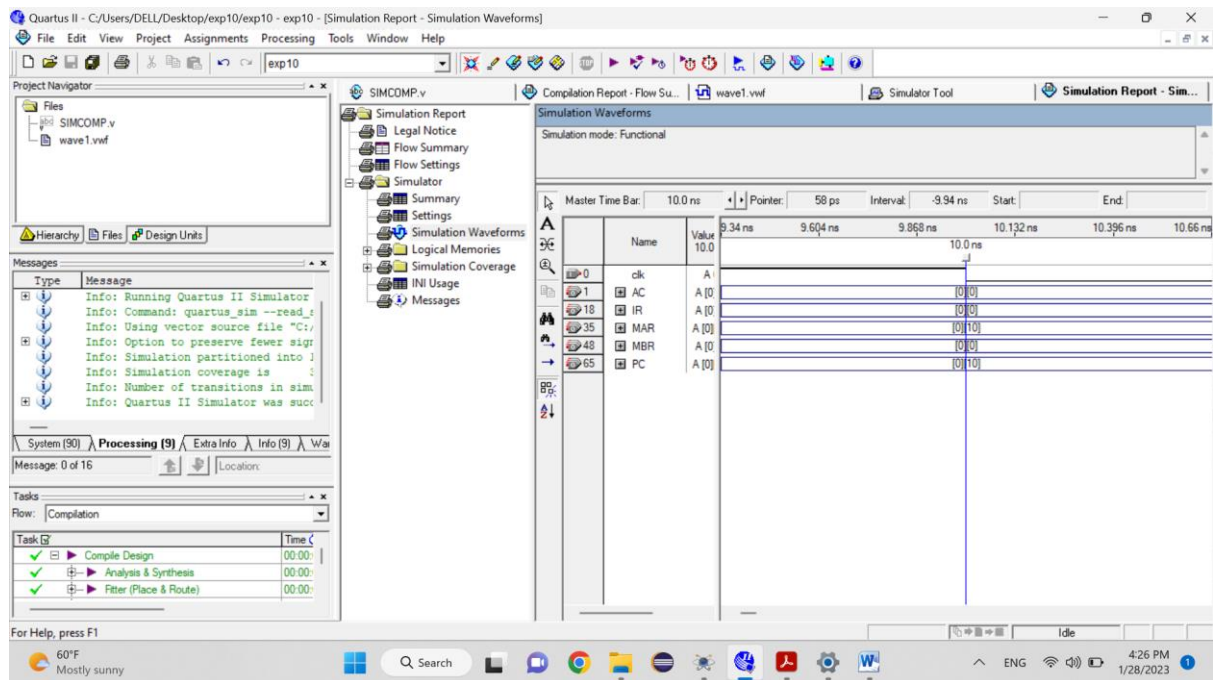 Quartus II - C:/Users/DELL/Desktop/exp10/exp10 - exp10 - [Simulation Report - Simulation Waveforms]
File Edit View Project Assignments Processing Tools Window Help
exp10
Project Navigator
Files
SIMCOMP.v
wave1.vwf
Hierarchy Files Design Units
Messages
Type Message
Info: Running Quartus II Simulator
Info: Command: quartus_sim --read_s
Info: Using vector source file "C:/
Info: Option to preserve fewer sign
Info: Simulation partitioned into 1
Info: Simulation coverage is
Info: Number of transitions in simu
Info: Quartus II Simulator was succ
System (90) Processing (9) Extra Info Info (9) Wa
Message: 0 of 16 Location:
Tasks
Flow: Compilation
Task Time
Compile Design 00:00:
Analysis & Synthesis 00:00:
Fitter (Place & Route) 00:00:
SIMCOMP.v Compilation Report - Flow Su... wave1.vwf Simulator Tool Simulation Report - Sim...
Simulation Report
Legal Notice
Flow Summary
Flow Settings
Simulator
Summary
Settings
Simulation Waveforms
Logical Memories
Simulation Coverage
INI Usage
Messages
Simulation Waveforms
Simulation mode: Functional
Master Time Bar: 10.0 ns Pointer: 58 ps Interval: -9.94 ns Start: End:
Name Value 10.0
9.34 ns 9.604 ns 9.868 ns 10.132 ns 10.396 ns 10.66 ns
10.0 ns
0 clk A
1 AC A [0 [0] [0]
18 IR A [0 [0] [0]
35 MAR A [0] [0] [10]
48 MBR A [0 [0] [0]
65 PC A [0] [0] [10]
For Help, press F1
Idle
60°F
Mostly sunny
Search
ENG
4:26 PM
1/28/2023
1